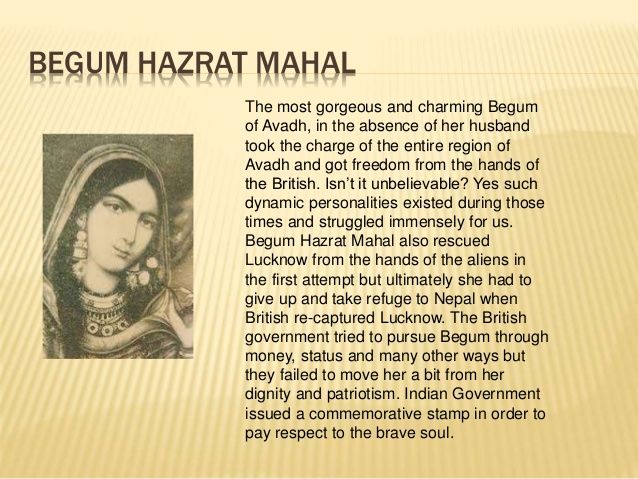 BEGUM HAZRAT MAHAL
The most gorgeous and charming Begum
of Avadh, in the absence of her husband
took the charge of the entire region of
Avadh and got freedom from the hands of
the British. Isn’t it unbelievable? Yes such
dynamic personalities existed during those
times and struggled immensely for us.
Begum Hazrat Mahal also rescued
Lucknow from the hands of the aliens in
the first attempt but ultimately she had to
give up and take refuge to Nepal when
British re-captured Lucknow. The British
government tried to pursue Begum through
money, status and many other ways but
they failed to move her a bit from her
dignity and patriotism. Indian Government
issued a commemorative stamp in order to
pay respect to the brave soul.